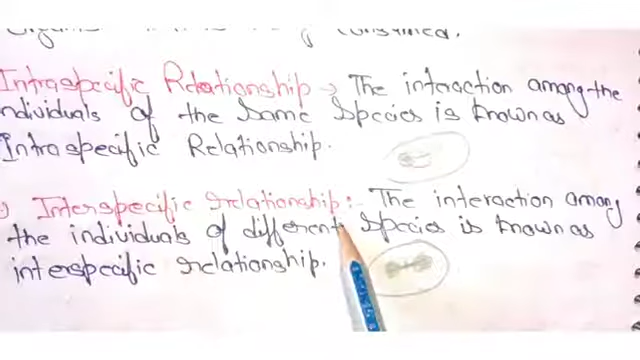 Intraspecific Relationship → The interaction among the
individuals of the same species is known as
Intraspecific Relationship.
Interspecific relationship:- The interaction among
the individuals of different species is known as
interspecific relationship.